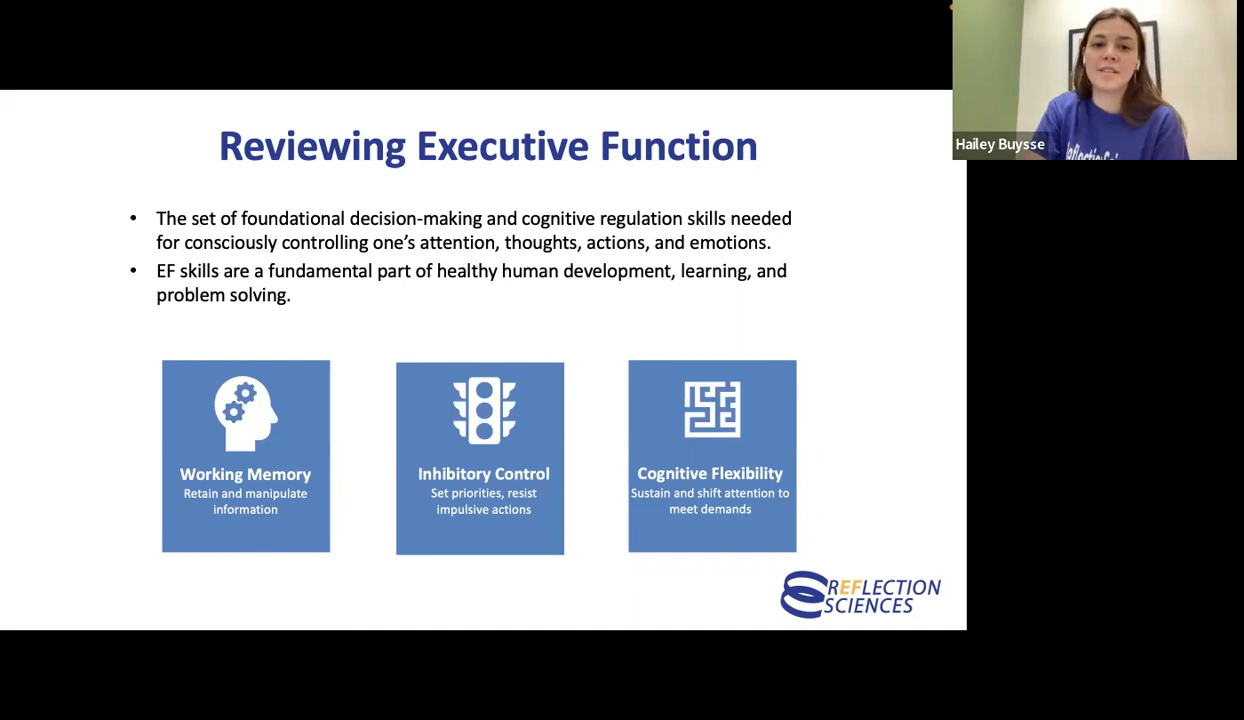 Reviewing Executive Function
• The set of foundational decision-making and cognitive regulation skills needed
for consciously controlling one’s attention, thoughts, actions, and emotions.
• EF skills are a fundamental part of healthy human development, learning, and
problem solving.
Working Memory
Retain and manipulate
information
Inhibitory Control
Set priorities, resist
impulsive actions
Cognitive Flexibility
Sustain and shift attention to
meet demands
REFLECTION
SCIENCES
Hailey Buysse